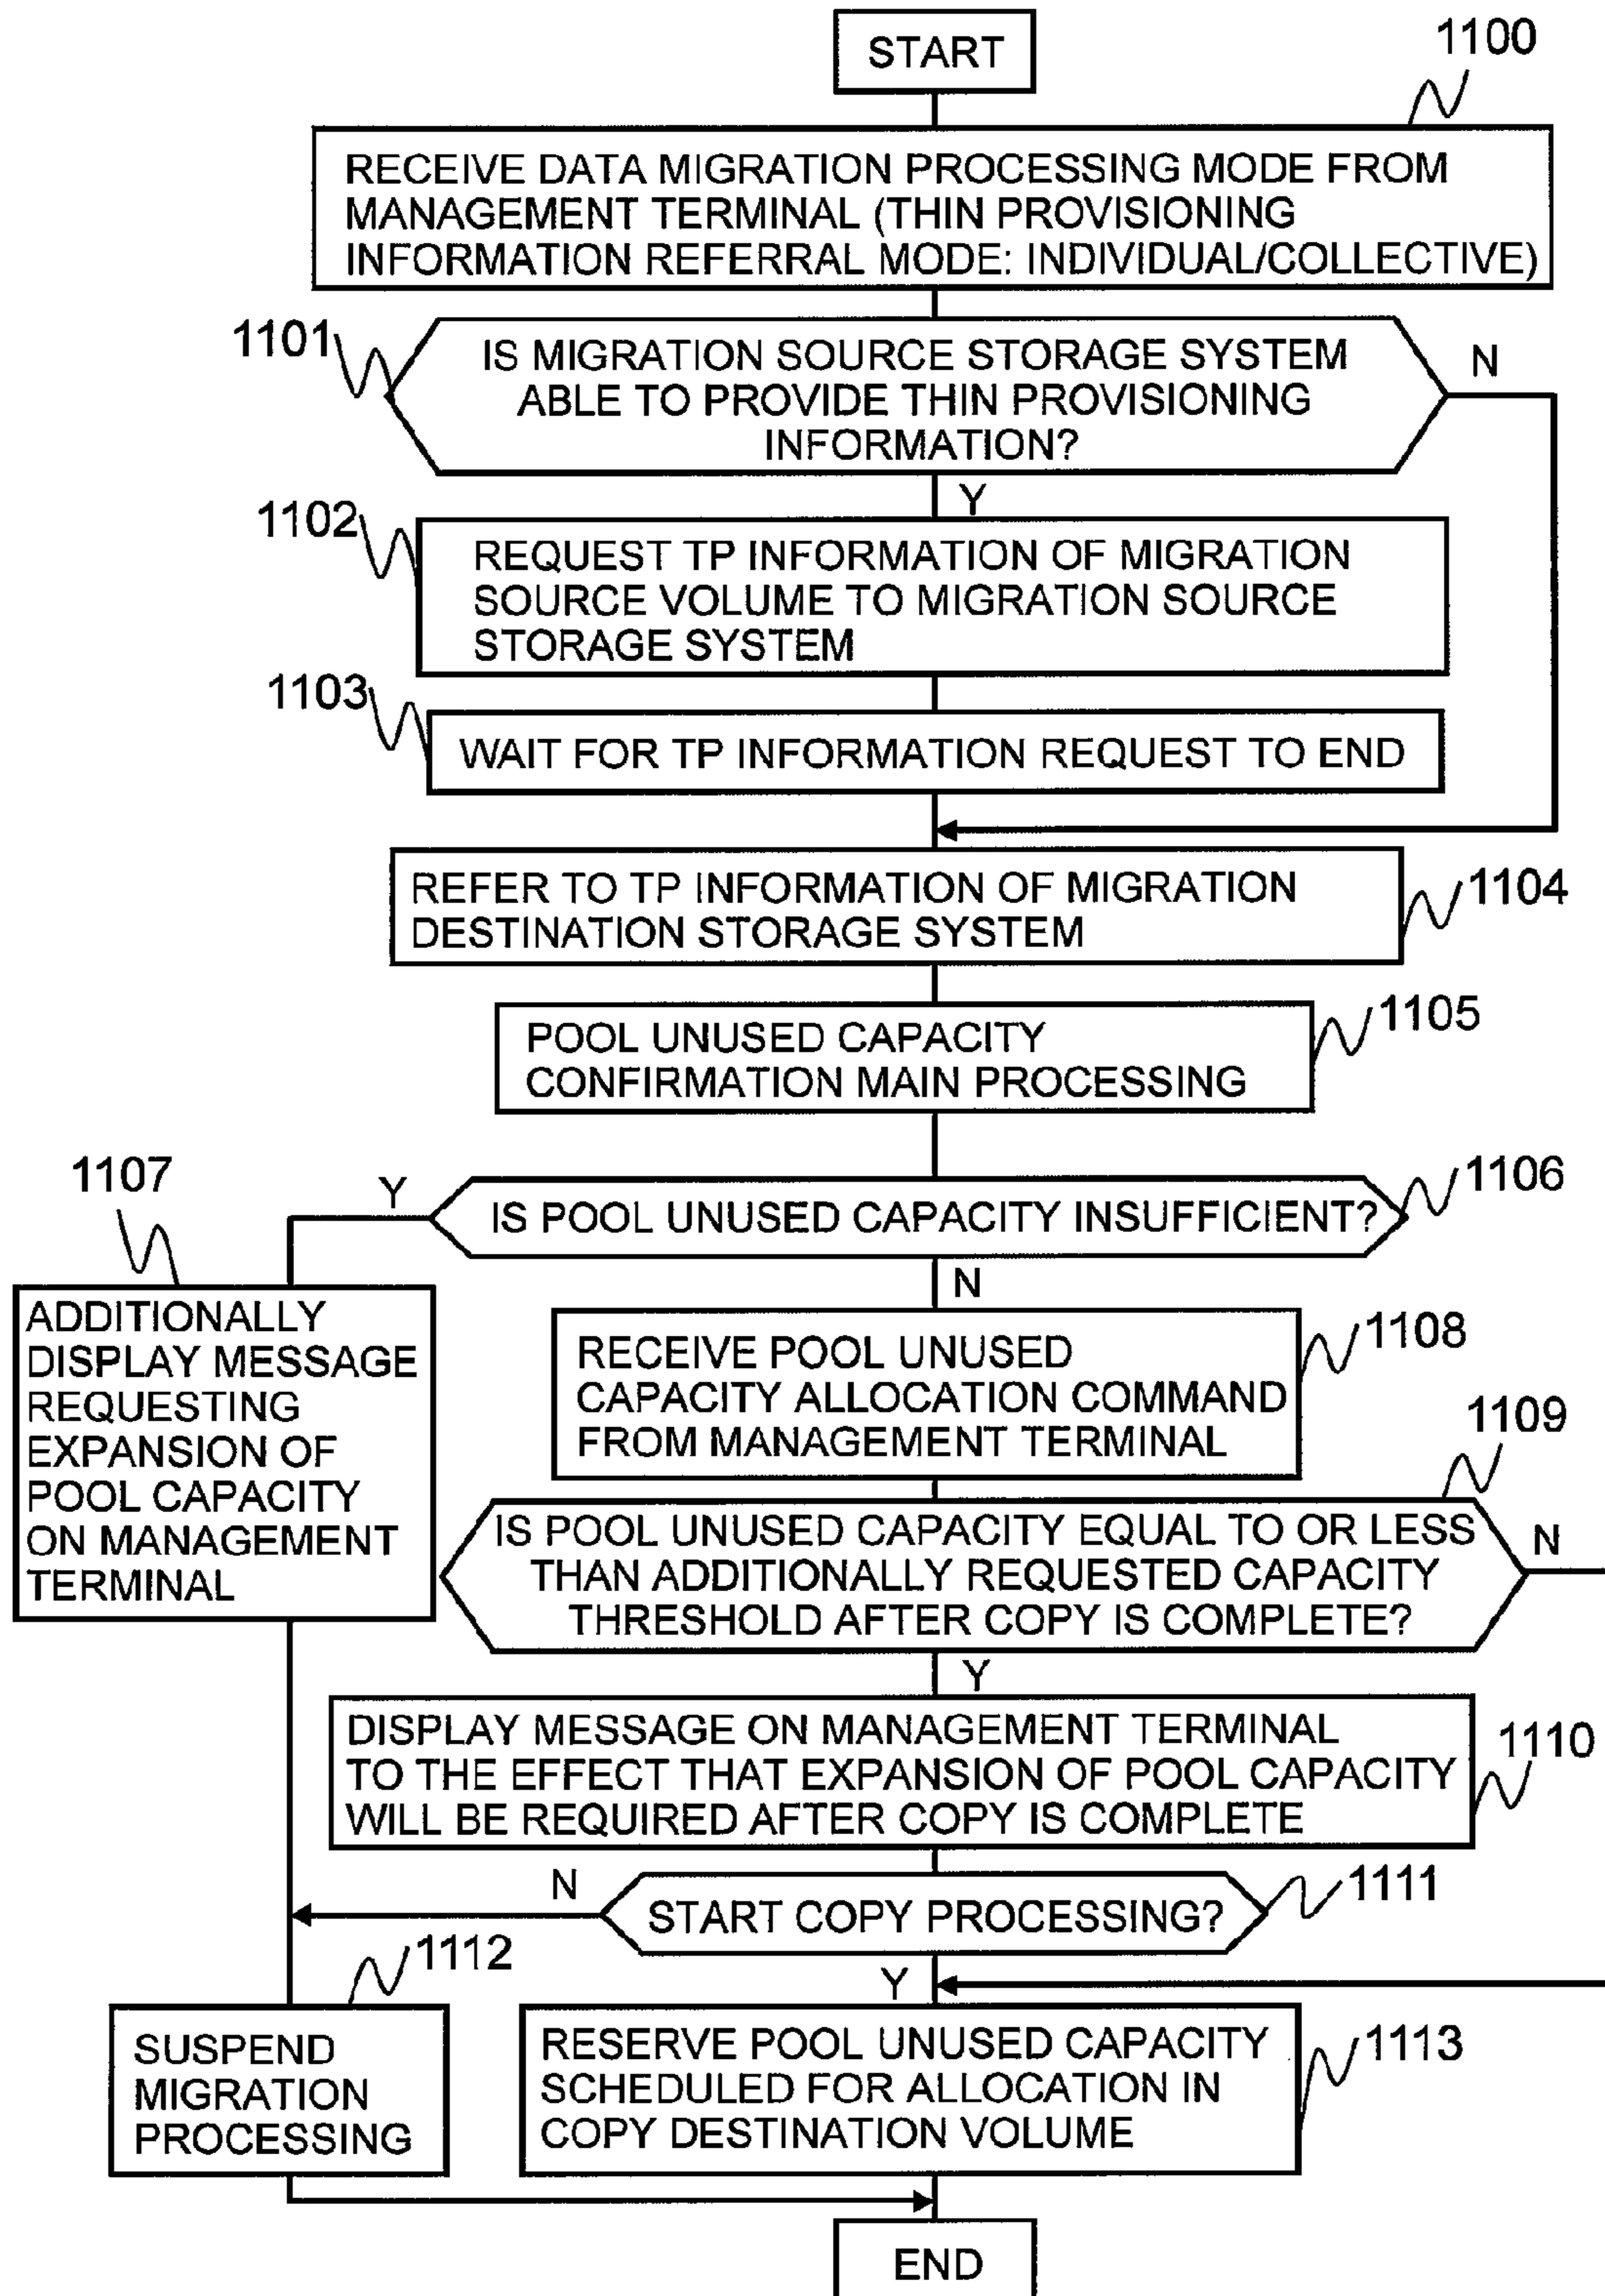 START
1100
RECEIVE DATA MIGRATION PROCESSING MODE FROM
MANAGEMENT TERMINAL (THIN PROVISIONING
INFORMATION REFERRAL MODE: INDIVIDUAL/COLLECTIVE)
1101
IS MIGRATION SOURCE STORAGE SYSTEM
ABLE TO PROVIDE THIN PROVISIONING
INFORMATION?
N
Y
1102
REQUEST TP INFORMATION OF MIGRATION
SOURCE VOLUME TO MIGRATION SOURCE
STORAGE SYSTEM
1103
WAIT FOR TP INFORMATION REQUEST TO END
REFER TO TP INFORMATION OF MIGRATION
DESTINATION STORAGE SYSTEM
1104
POOL UNUSED CAPACITY
CONFIRMATION MAIN PROCESSING
1105
1106
IS POOL UNUSED CAPACITY INSUFFICIENT?
Y
N
1107
ADDITIONALLY
DISPLAY MESSAGE
REQUESTING
EXPANSION OF
POOL CAPACITY
ON MANAGEMENT
TERMINAL
RECEIVE POOL UNUSED
CAPACITY ALLOCATION COMMAND
FROM MANAGEMENT TERMINAL
1108
1109
IS POOL UNUSED CAPACITY EQUAL TO OR LESS
THAN ADDITIONALLY REQUESTED CAPACITY
THRESHOLD AFTER COPY IS COMPLETE?
N
Y
DISPLAY MESSAGE ON MANAGEMENT TERMINAL
TO THE EFFECT THAT EXPANSION OF POOL CAPACITY
WILL BE REQUIRED AFTER COPY IS COMPLETE
1110
N
START COPY PROCESSING?
1111
Y
1112
SUSPEND
MIGRATION
PROCESSING
RESERVE POOL UNUSED CAPACITY
SCHEDULED FOR ALLOCATION IN
COPY DESTINATION VOLUME
1113
END